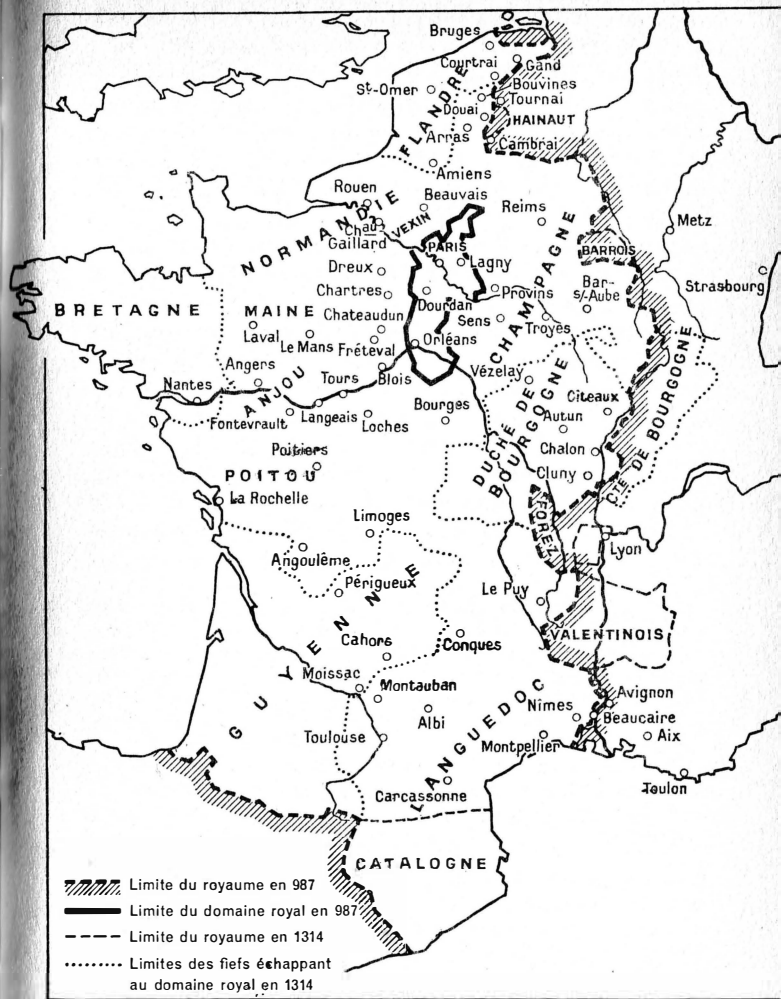 Bruges
Courtrai
Gand
Bouvines
St-Omer
Tournai
Douai
FLANDRE
HAINAUT
Arras
Cambrai
Amiens
Rouen
Beauvais
Reims
NORMANDIE
VEXIN
Chau
Gaillard
PARIS
Metz
BARROIS
Dreux
Lagny
CHAMPAGNE
Strasbourg
Chartres
Provins
Bar-
s/-Aube
BRETAGNE
MAINE
Dourdan
Chateaudun
Sens
Troyes
Laval
Le Mans
Fréteval
Orléans
Vézelay
Angers
ANJOU
Nantes
Tours
Blois
Citeaux
Fontevrault
Langeais
Loches
Bourges
DUCHÉ DE
BOURGOGNE
Autun
Cté DE BOURGOGNE
Poitiers
Chalon
POITOU
Cluny
La Rochelle
FOREZ
Limoges
Lyon
Angoulême
Périgueux
Le Puy
GUYENNE
VALENTINOIS
Cahors
Conques
Moissac
Montauban
Avignon
Albi
Nîmes
Beaucaire
Toulouse
LANGUEDOC
Montpellier
Aix
Toulon
Carcassonne
CATALOGNE
Limite du royaume en 987
Limite du domaine royal en 987
Limite du royaume en 1314
Limites des fiefs échappant
au domaine royal en 1314